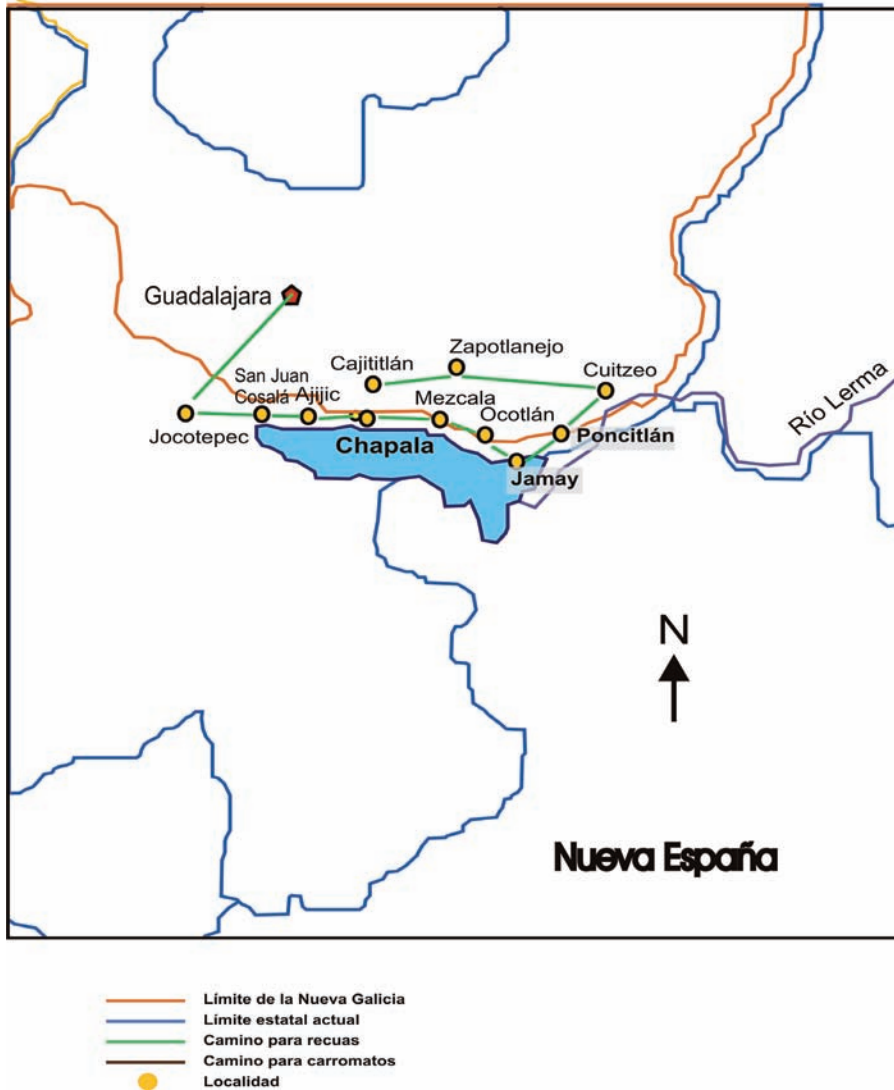 Guadalajara
Zapotlanejo
Cajititlán
Cuitzeo
San Juan
Cosalá
Ajijic
Mezcala
Río Lerma
Jocotepec
Ocotlán
Chapala
Poncitlán
Jamay
N
Nueva España
Límite de la Nueva Galicia
Límite estatal actual
Camino para recuas
Camino para carromatos
Localidad